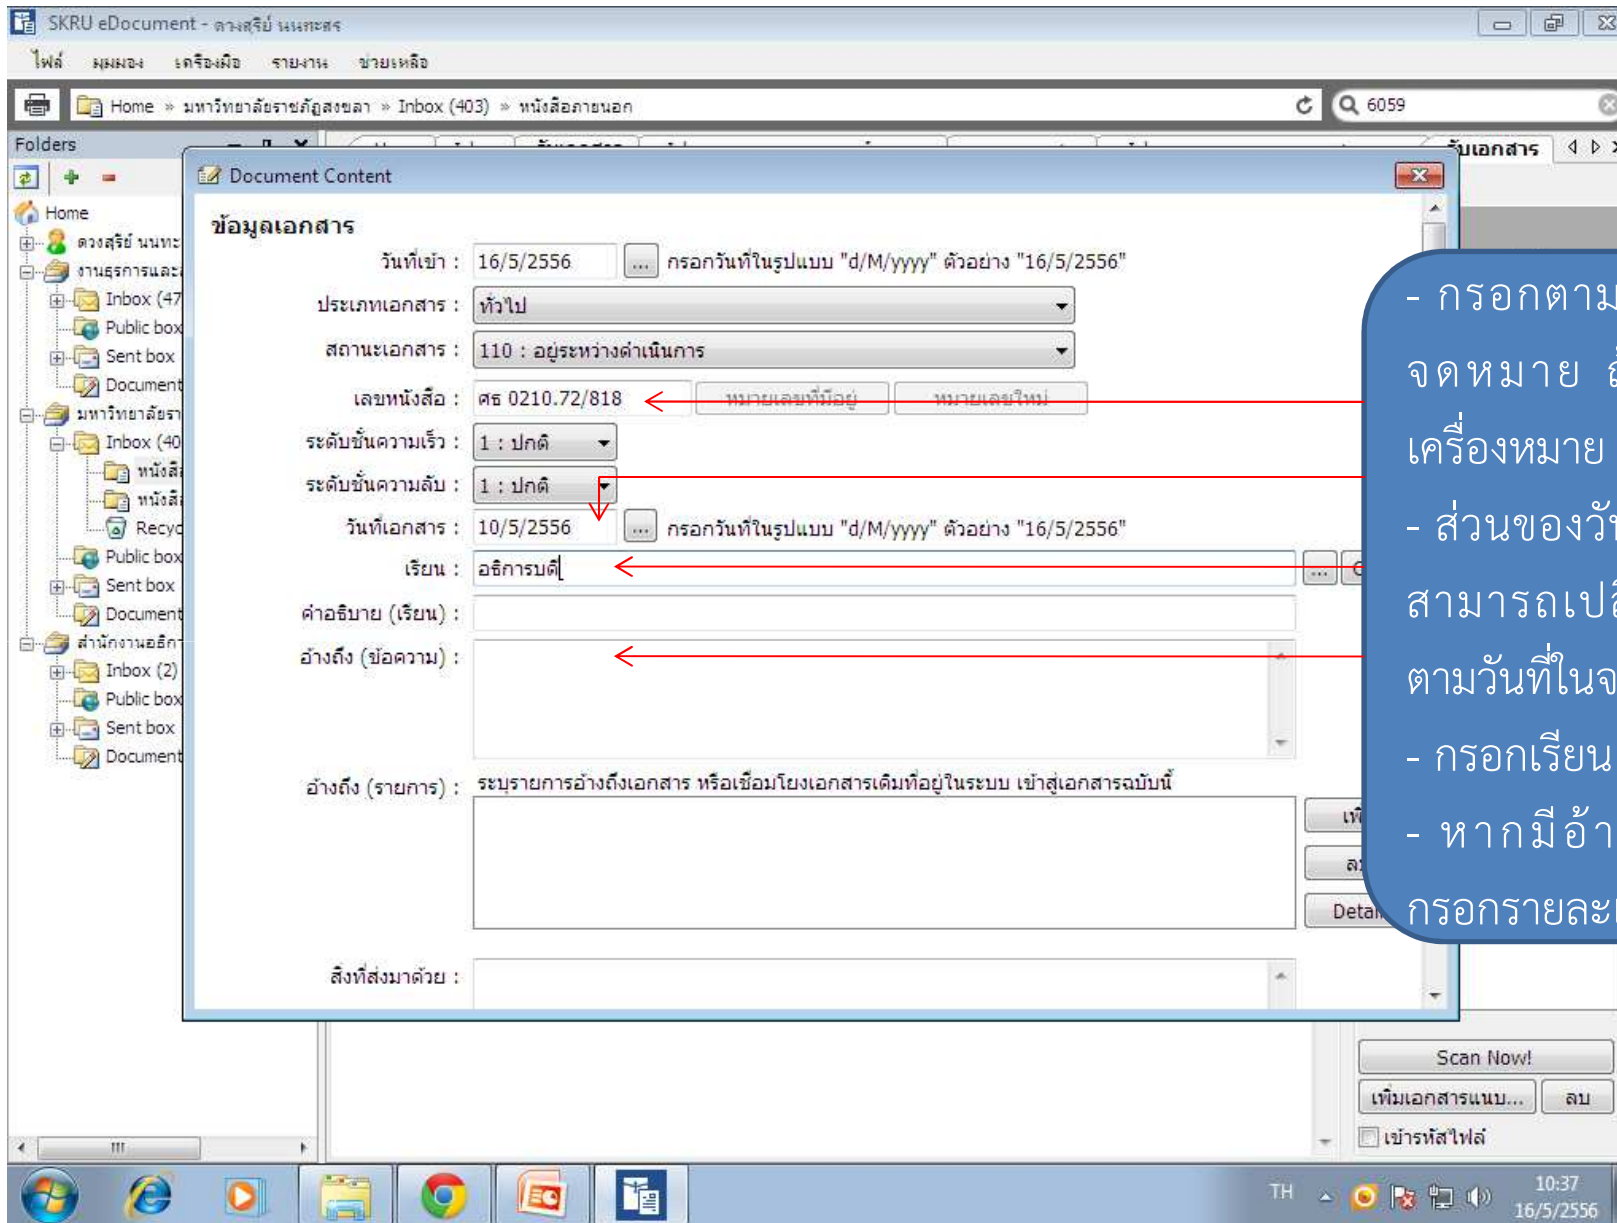 SKRU eDocument - ดวงสุรีย์ นนทะสร
ไฟล์ มุมมอง เครื่องมือ รายงาน ช่วยเหลือ
Home » มหาวิทยาลัยราชภัฏสงขลา » Inbox (403) » หนังสือภายนอก
6059
Folders
รับเอกสาร
Document Content
Home
ดวงสุรีย์ นนทะ
งานธุรการและ
Inbox (47
Public box
Sent box
Document
มหาวิทยาลัยรา
Inbox (40
หนังสื
หนังสื
Recyc
Public box
Sent box
Document
สำนักงานอธิกา
Inbox (2)
Public box
Sent box
Document
ข้อมูลเอกสาร
วันที่เข้า : 16/5/2556 ... กรอกวันที่ในรูปแบบ "d/M/yyyy" ตัวอย่าง "16/5/2556"
ประเภทเอกสาร : ทั่วไป
สถานะเอกสาร : 110 : อยู่ระหว่างดำเนินการ
เลขหนังสือ : ศธ 0210.72/818 หมายเลขที่มีอยู่ หมายเลขใหม่
ระดับชั้นความเร็ว : 1 : ปกติ
ระดับชั้นความลับ : 1 : ปกติ
วันที่เอกสาร : 10/5/2556 ... กรอกวันที่ในรูปแบบ "d/M/yyyy" ตัวอย่าง "16/5/2556"
เรียน : อธิการบดี ...
คำอธิบาย (เรียน) :
อ้างถึง (ข้อความ) :
อ้างถึง (รายการ) : ระบุรายการอ้างถึงเอกสาร หรือเชื่อมโยงเอกสารเดิมที่อยู่ในระบบ เข้าสู่เอกสารฉบับนี้
Detai
สิ่งที่ส่งมาด้วย :
- กรอกตาม
จดหมาย
เครื่องหมาย
- ส่วนของวัน
สามารถเปลี
ตามวันที่ในจ
- กรอกเรียน
- หากมีอ้า
กรอกรายละเ
Scan Now!
เพิ่มเอกสารแนบ... ลบ
เข้ารหัสไฟล์
TH
10:37
16/5/2556